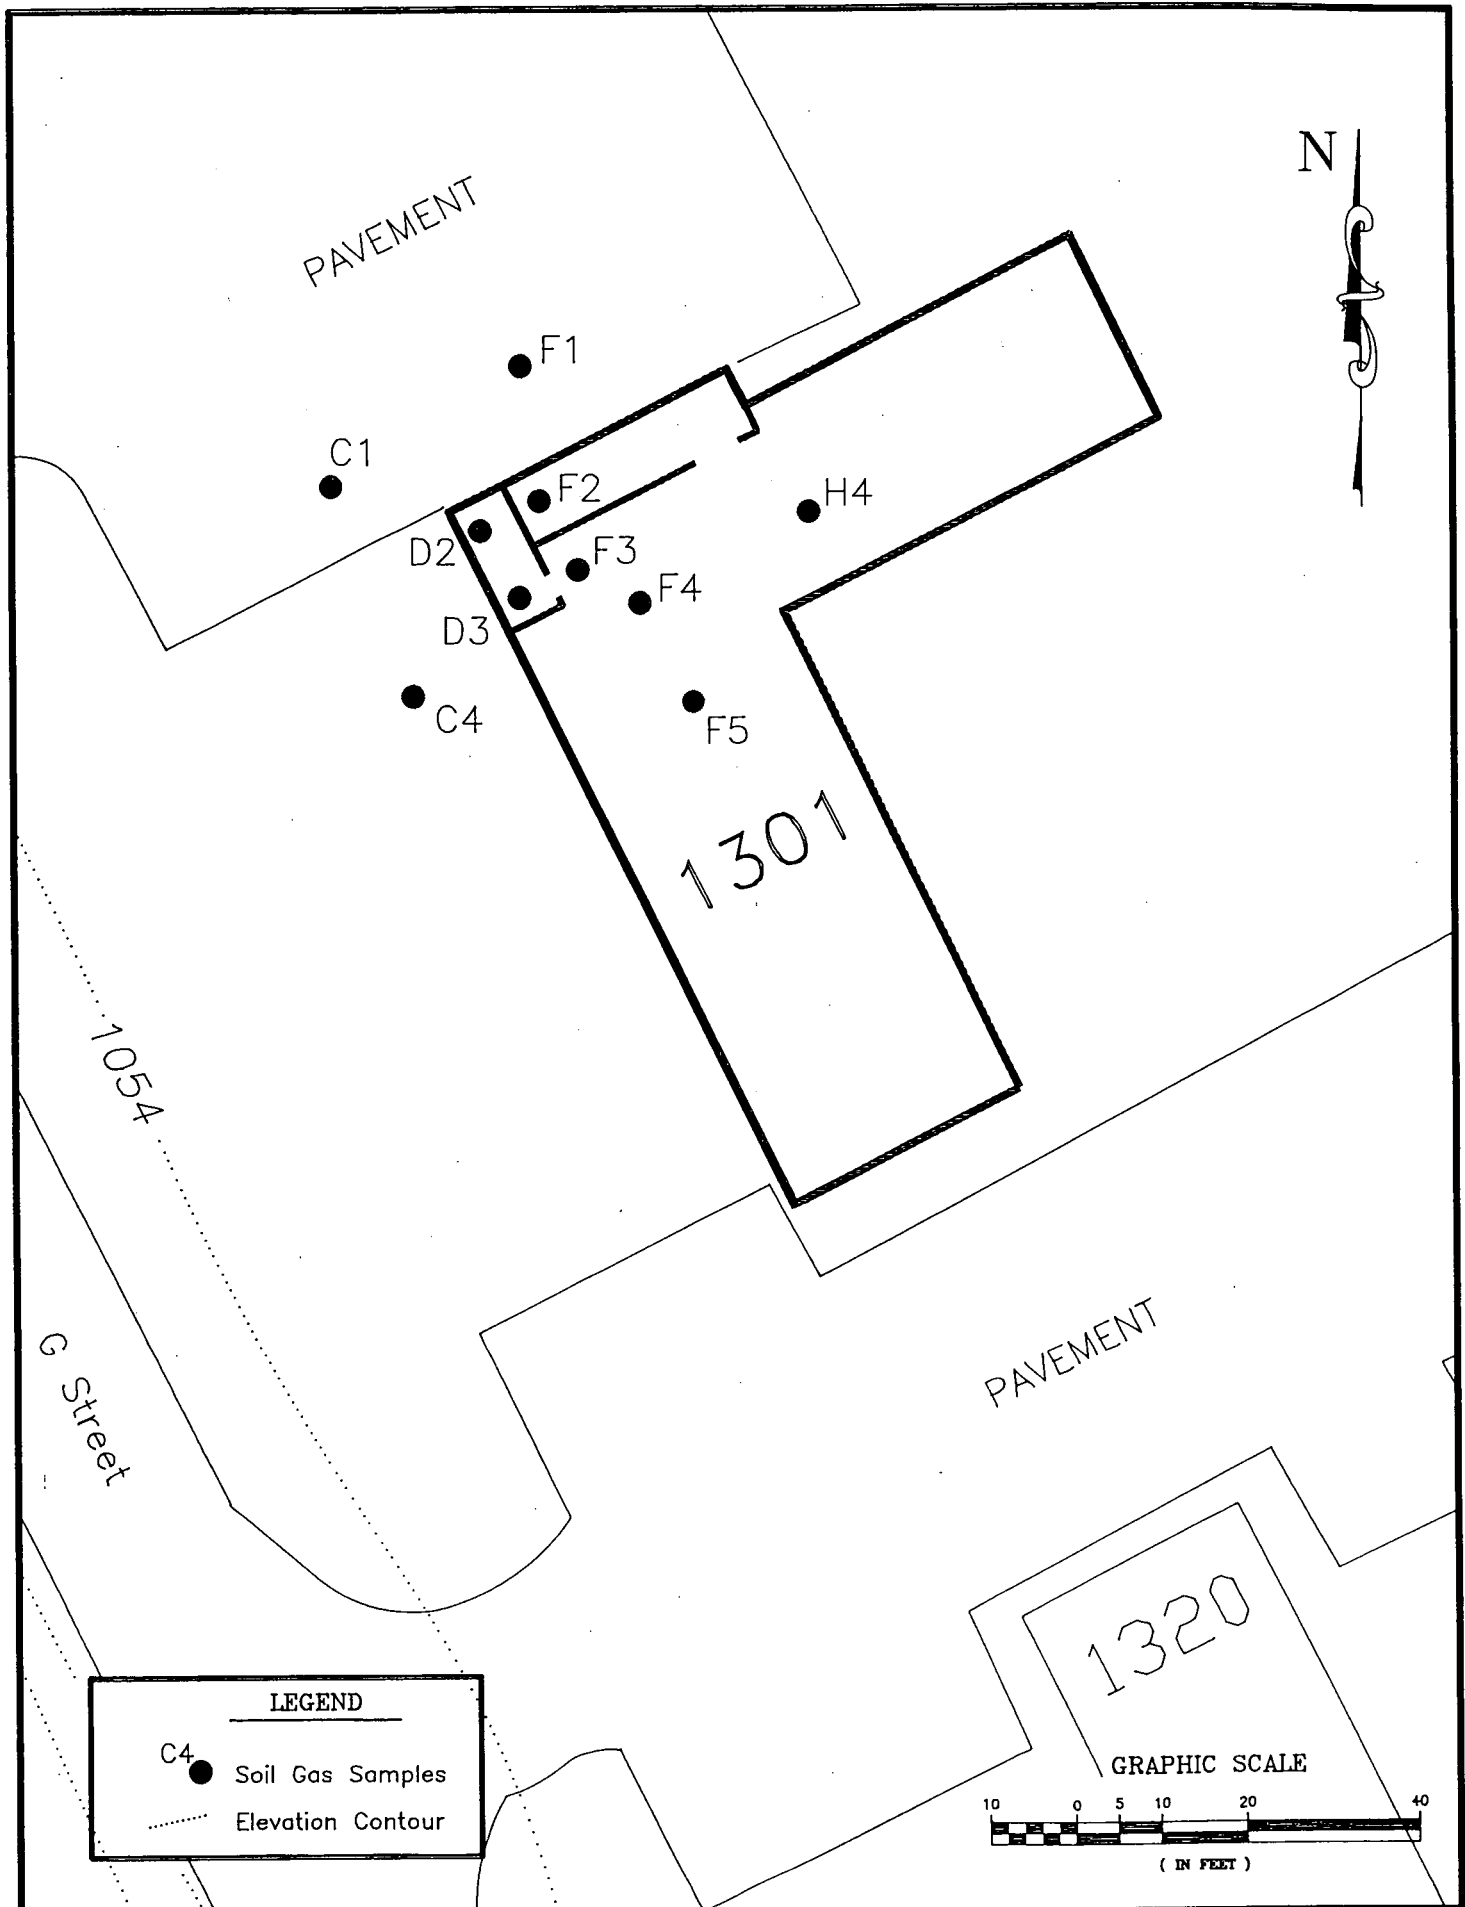 N
PAVEMENT
F1
C1
F2
H4
D2
F3
F4
D3
C4
F5
1301
1054
G Street
PAVEMENT
1320
LEGEND
C4
Soil Gas Samples
Elevation Contour
GRAPHIC SCALE
10 0 5 10 20 40
( IN FEET )